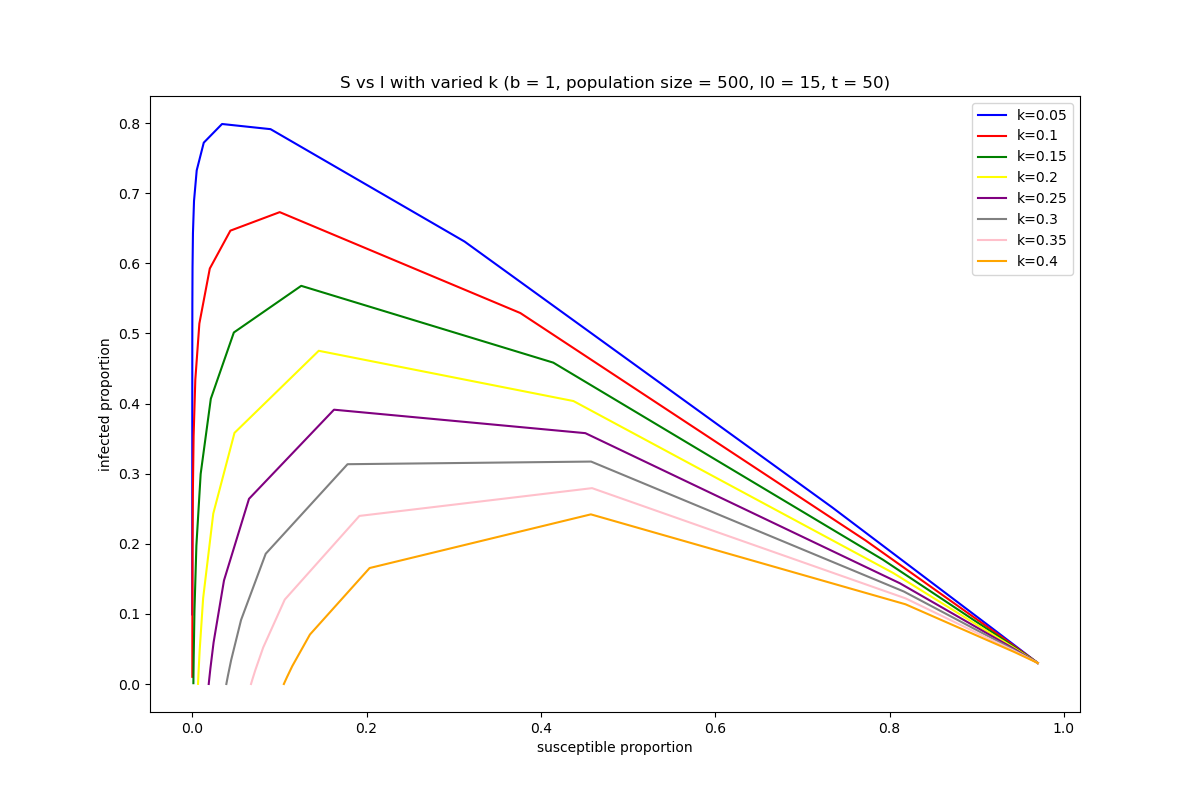 S vs I with varied k (b = 1, population size = 500, I0 = 15, t = 50)
k=0.05
k=0.1
k=0.15
k=0.2
k=0.25
k=0.3
k=0.35
k=0.4
infected proportion
0.8
0.7
0.6
0.5
0.4
0.3
0.2
0.1
0.0
0.0 0.2 0.4 0.6 0.8 1.0
susceptible proportion